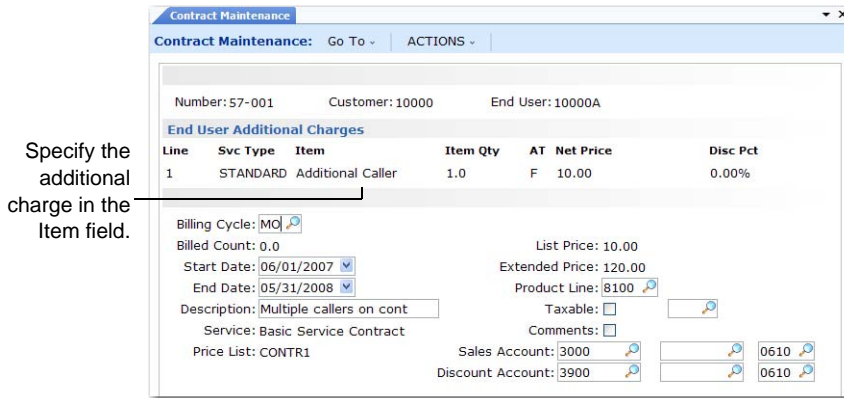 Contract Maintenance
Contract Maintenance: Go To ACTIONS
Number: 57-001 Customer: 10000 End User: 10000A
End User Additional Charges
Line Svc Type Item Item Qty AT Net Price Disc Pct
1 STANDARD Additional Caller 1.0 F 10.00 0.00%
Specify the
additional
charge in the
Item field.
Billing Cycle: MO
Billed Count: 0.0 List Price: 10.00
Start Date: 06/01/2007 Extended Price: 120.00
End Date: 05/31/2008 Product Line: 8100
Description: Multiple callers on cont Taxable:
Service: Basic Service Contract Comments:
Price List: CONTR1 Sales Account: 3000 0610
Discount Account: 3900 0610